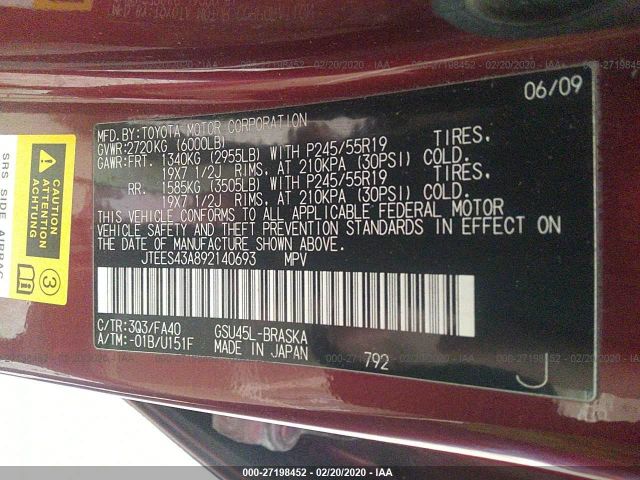 06/09
MFD. BY: TOYOTA MOTOR CORPORATION
GVWR: 2720KG (6000LB)
GAWR: FRT. 1340KG (2955LB) WITH P245/55R19 TIRES.
19X7 1/2J RIMS, AT 210KPA (30PSI) COLD.
RR. 1585KG (3505LB) WITH P245/55R19 TIRES.
19X7 1/2J RIMS, AT 210KPA (30PSI) COLD.
THIS VEHICLE CONFORMS TO ALL APPLICABLE FEDERAL MOTOR
VEHICLE SAFETY AND THEFT PREVENTION STANDARDS IN EFFECT ON
THE DATE OF MANUFACTURE SHOWN ABOVE.
JTEES43A892140693 MPV
C/TR: 3Q3/FA40 GSU45L-BRASKA
A/TM: -01B/U151F MADE IN JAPAN 792
J
CAUTION
ATTENTION
ACHTUNG
SRS SIDE AIRBAG
3
000-27198452 - 02/20/2020 - IAA